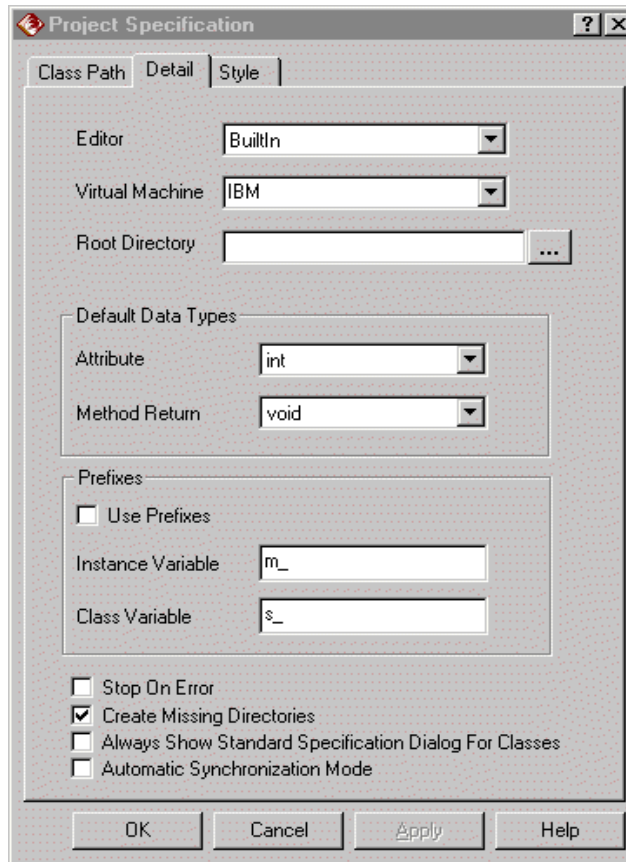 Project Specification
Class Path Detail Style
Editor BuiltIn
Virtual Machine IBM
Root Directory ...
Default Data Types
Attribute int
Method Return void
Prefixes
Use Prefixes
Instance Variable m_
Class Variable s_
Stop On Error
Create Missing Directories
Always Show Standard Specification Dialog For Classes
Automatic Synchronization Mode
OK Cancel Apply Help